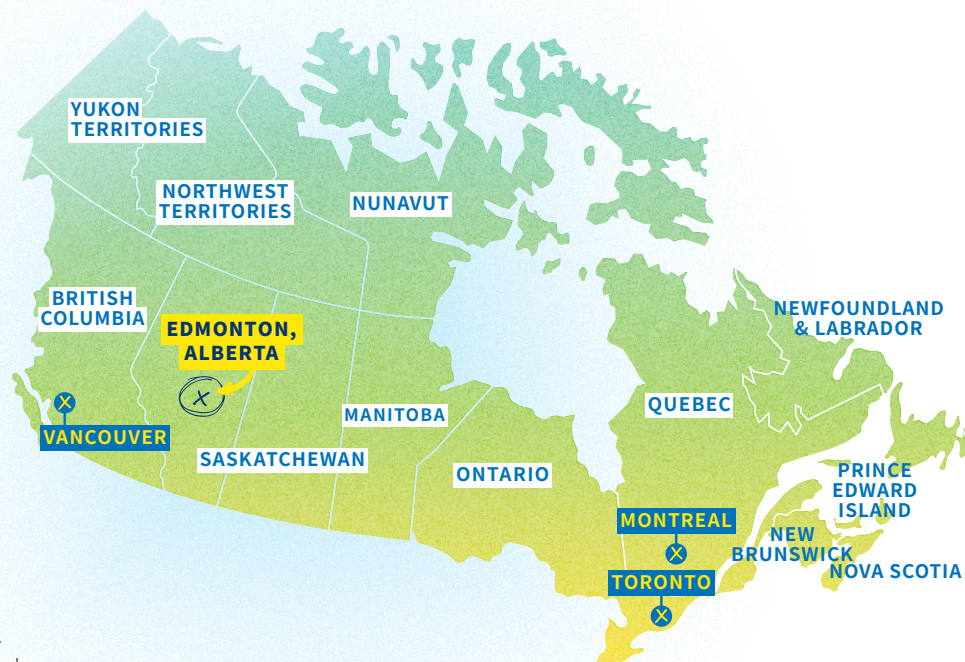 YUKON
TERRITORIES
NORTHWEST
TERRITORIES
NUNAVUT
BRITISH
COLUMBIA
EDMONTON,
ALBERTA
NEWFOUNDLAND
& LABRADOR
VANCOUVER
MANITOBA
QUEBEC
SASKATCHEWAN
ONTARIO
PRINCE
EDWARD
ISLAND
MONTREAL
NEW
BRUNSWICK
NOVA SCOTIA
TORONTO